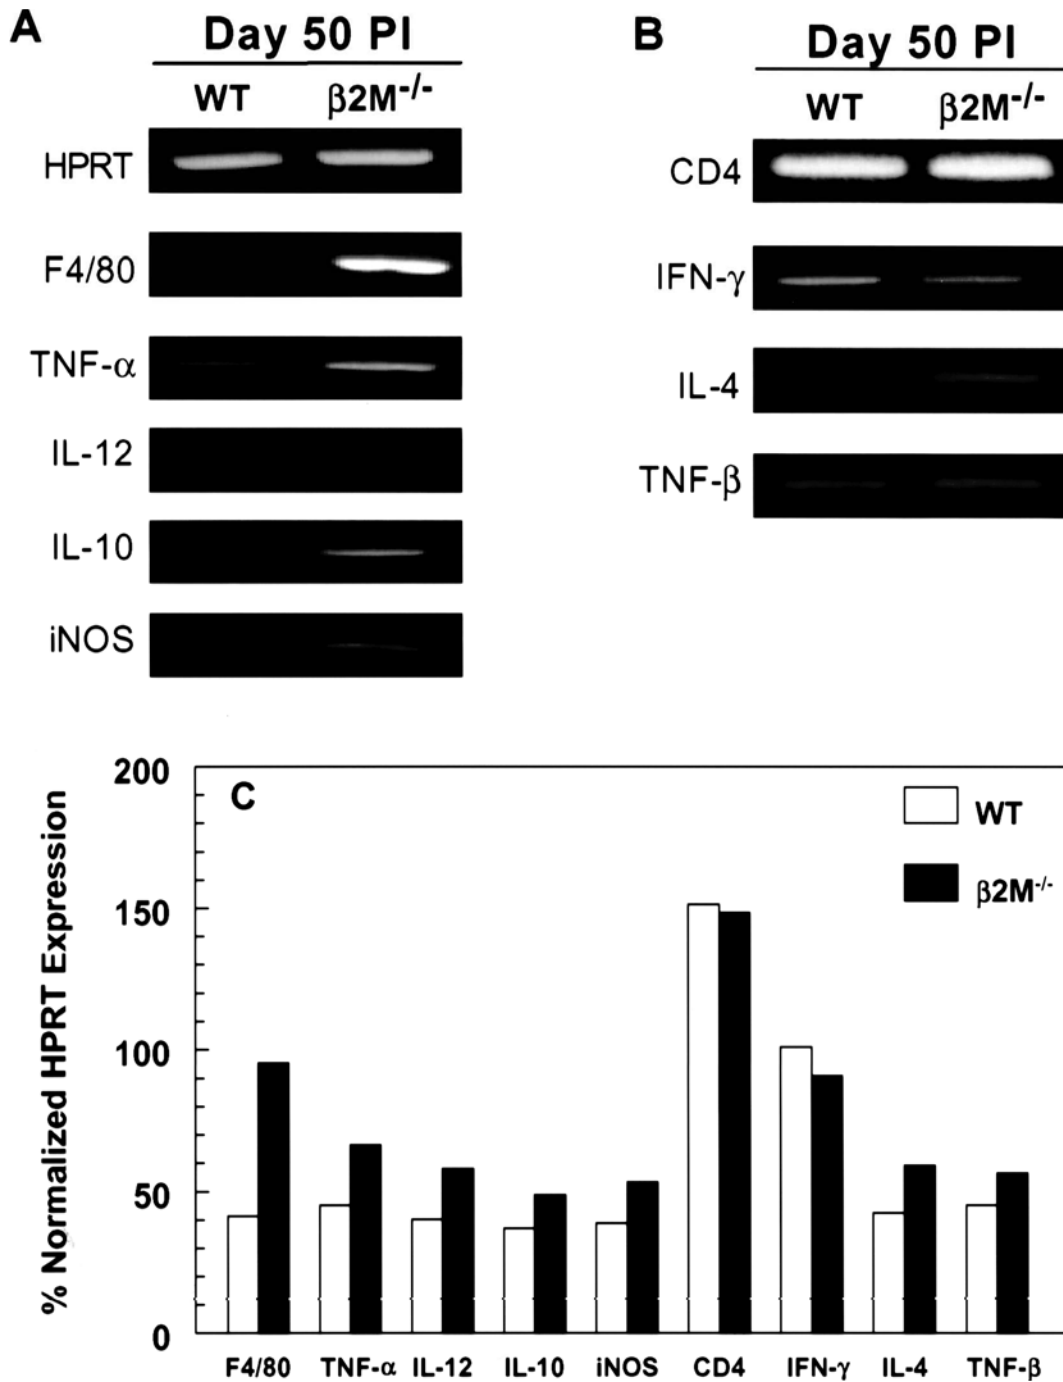 A
Day 50 PI
WT β2M-/-
HPRT
F4/80
TNF-α
IL-12
IL-10
iNOS
B
Day 50 PI
WT β2M-/-
CD4
IFN-γ
IL-4
TNF-β
C
WT
β2M-/-
% Normalized HPRT Expression
200
150
100
50
0
F4/80 TNF-α IL-12 IL-10 iNOS CD4 IFN-γ IL-4 TNF-β